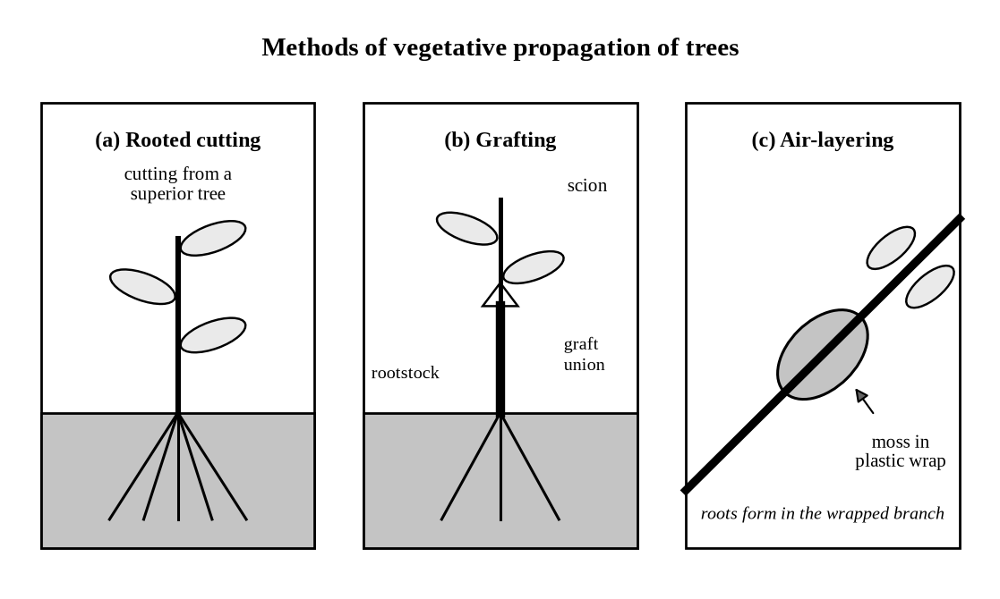 Methods of vegetative propagation of trees
(a) Rooted cutting
cutting from a
superior tree
(b) Grafting
scion
graft
union
rootstock
(c) Air-layering
moss in
plastic wrap
roots form in the wrapped branch